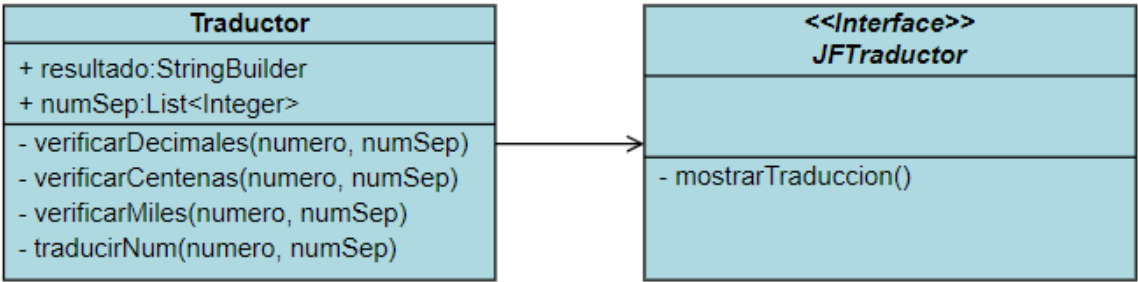 Traductor
+ resultado:StringBuilder
+ numSep:List<Integer>
- verificarDecimales(numero, numSep)
- verificarCentenas(numero, numSep)
- verificarMiles(numero, numSep)
- traducirNum(numero, numSep)
<<Interface>>
JFTraductor
- mostrarTraduccion()